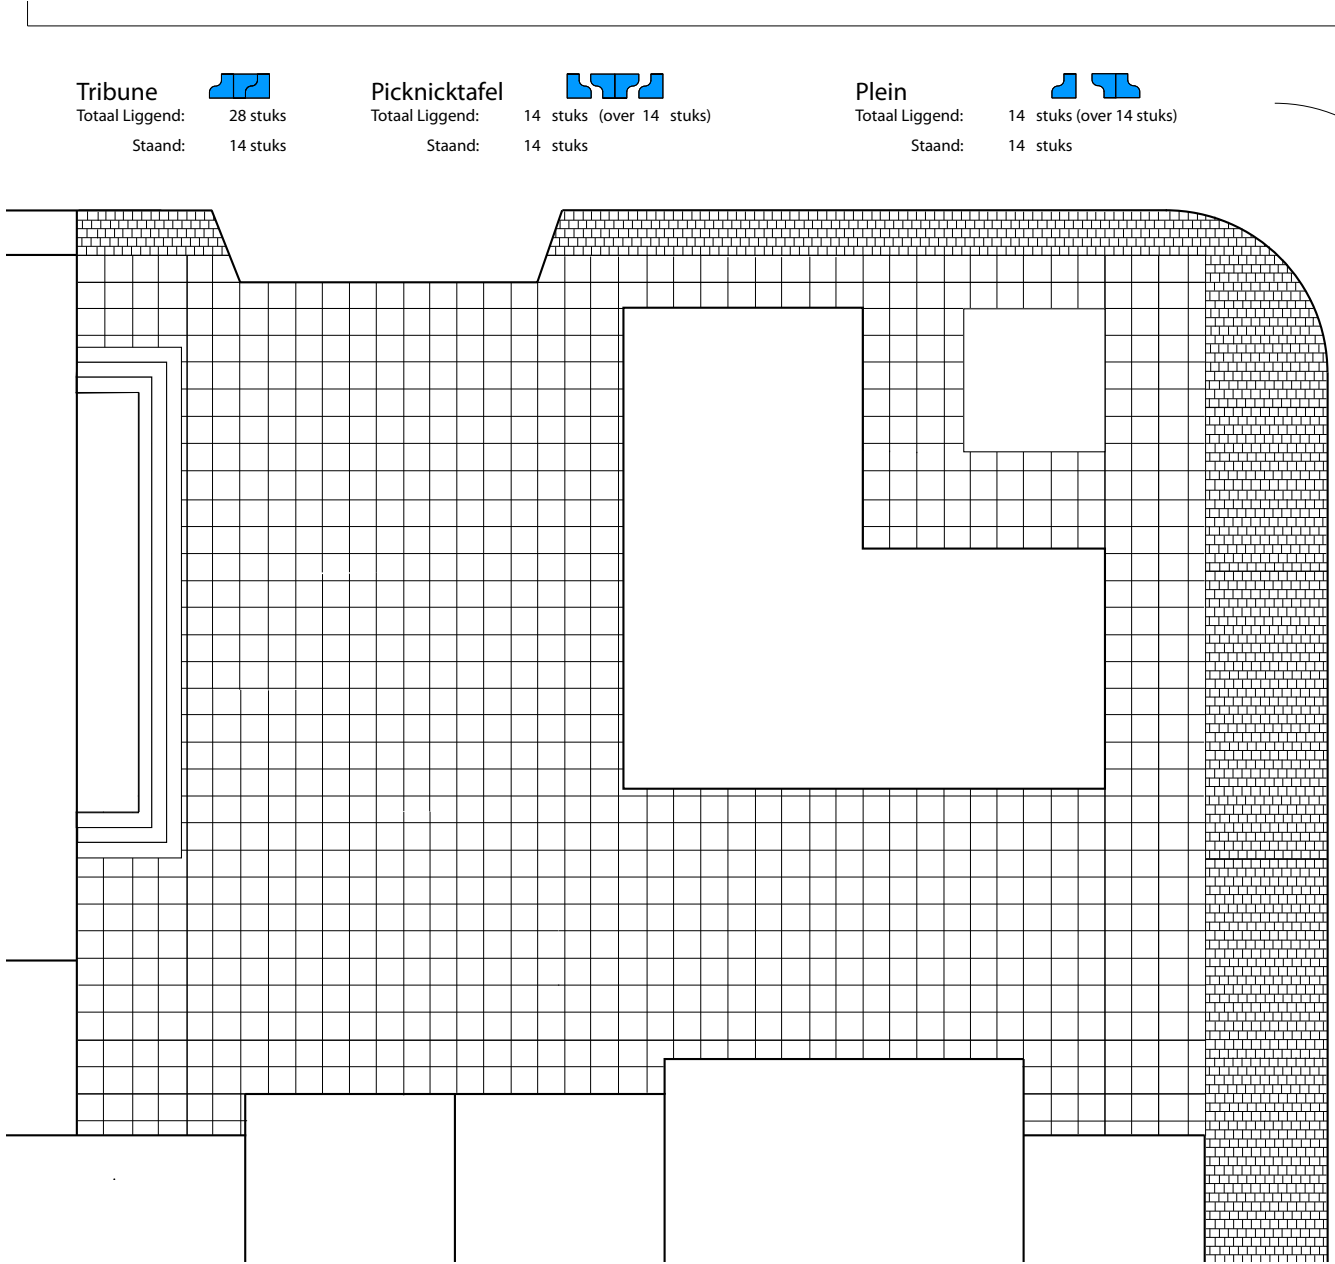 Tribune
Totaal Liggend: 28 stuks
Staand: 14 stuks
Picknicktafel
Totaal Liggend: 14 stuks (over 14 stuks)
Staand: 14 stuks
Plein
Totaal Liggend: 14 stuks (over 14 stuks)
Staand: 14 stuks